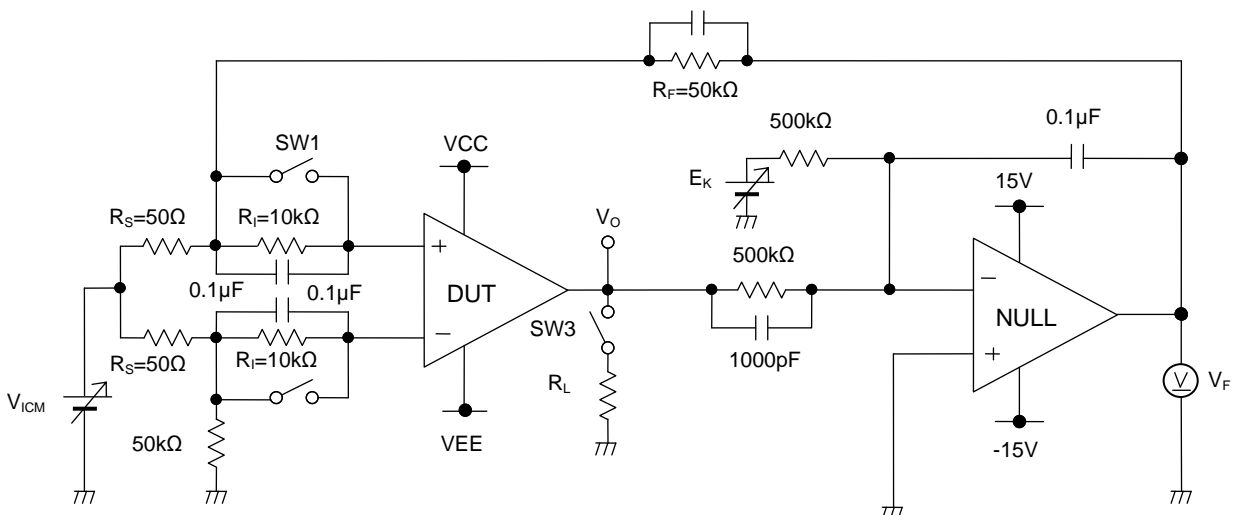 R_F=50kΩ
500kΩ
0.1µF
SW1
VCC
E_K
15V
R_S=50Ω
R_I=10kΩ
V_O
500kΩ
+
−
0.1µF
0.1µF
DUT
NULL
−
SW3
+
R_S=50Ω
R_I=10kΩ
1000pF
R_L
V
V_F
V_ICM
50kΩ
VEE
-15V